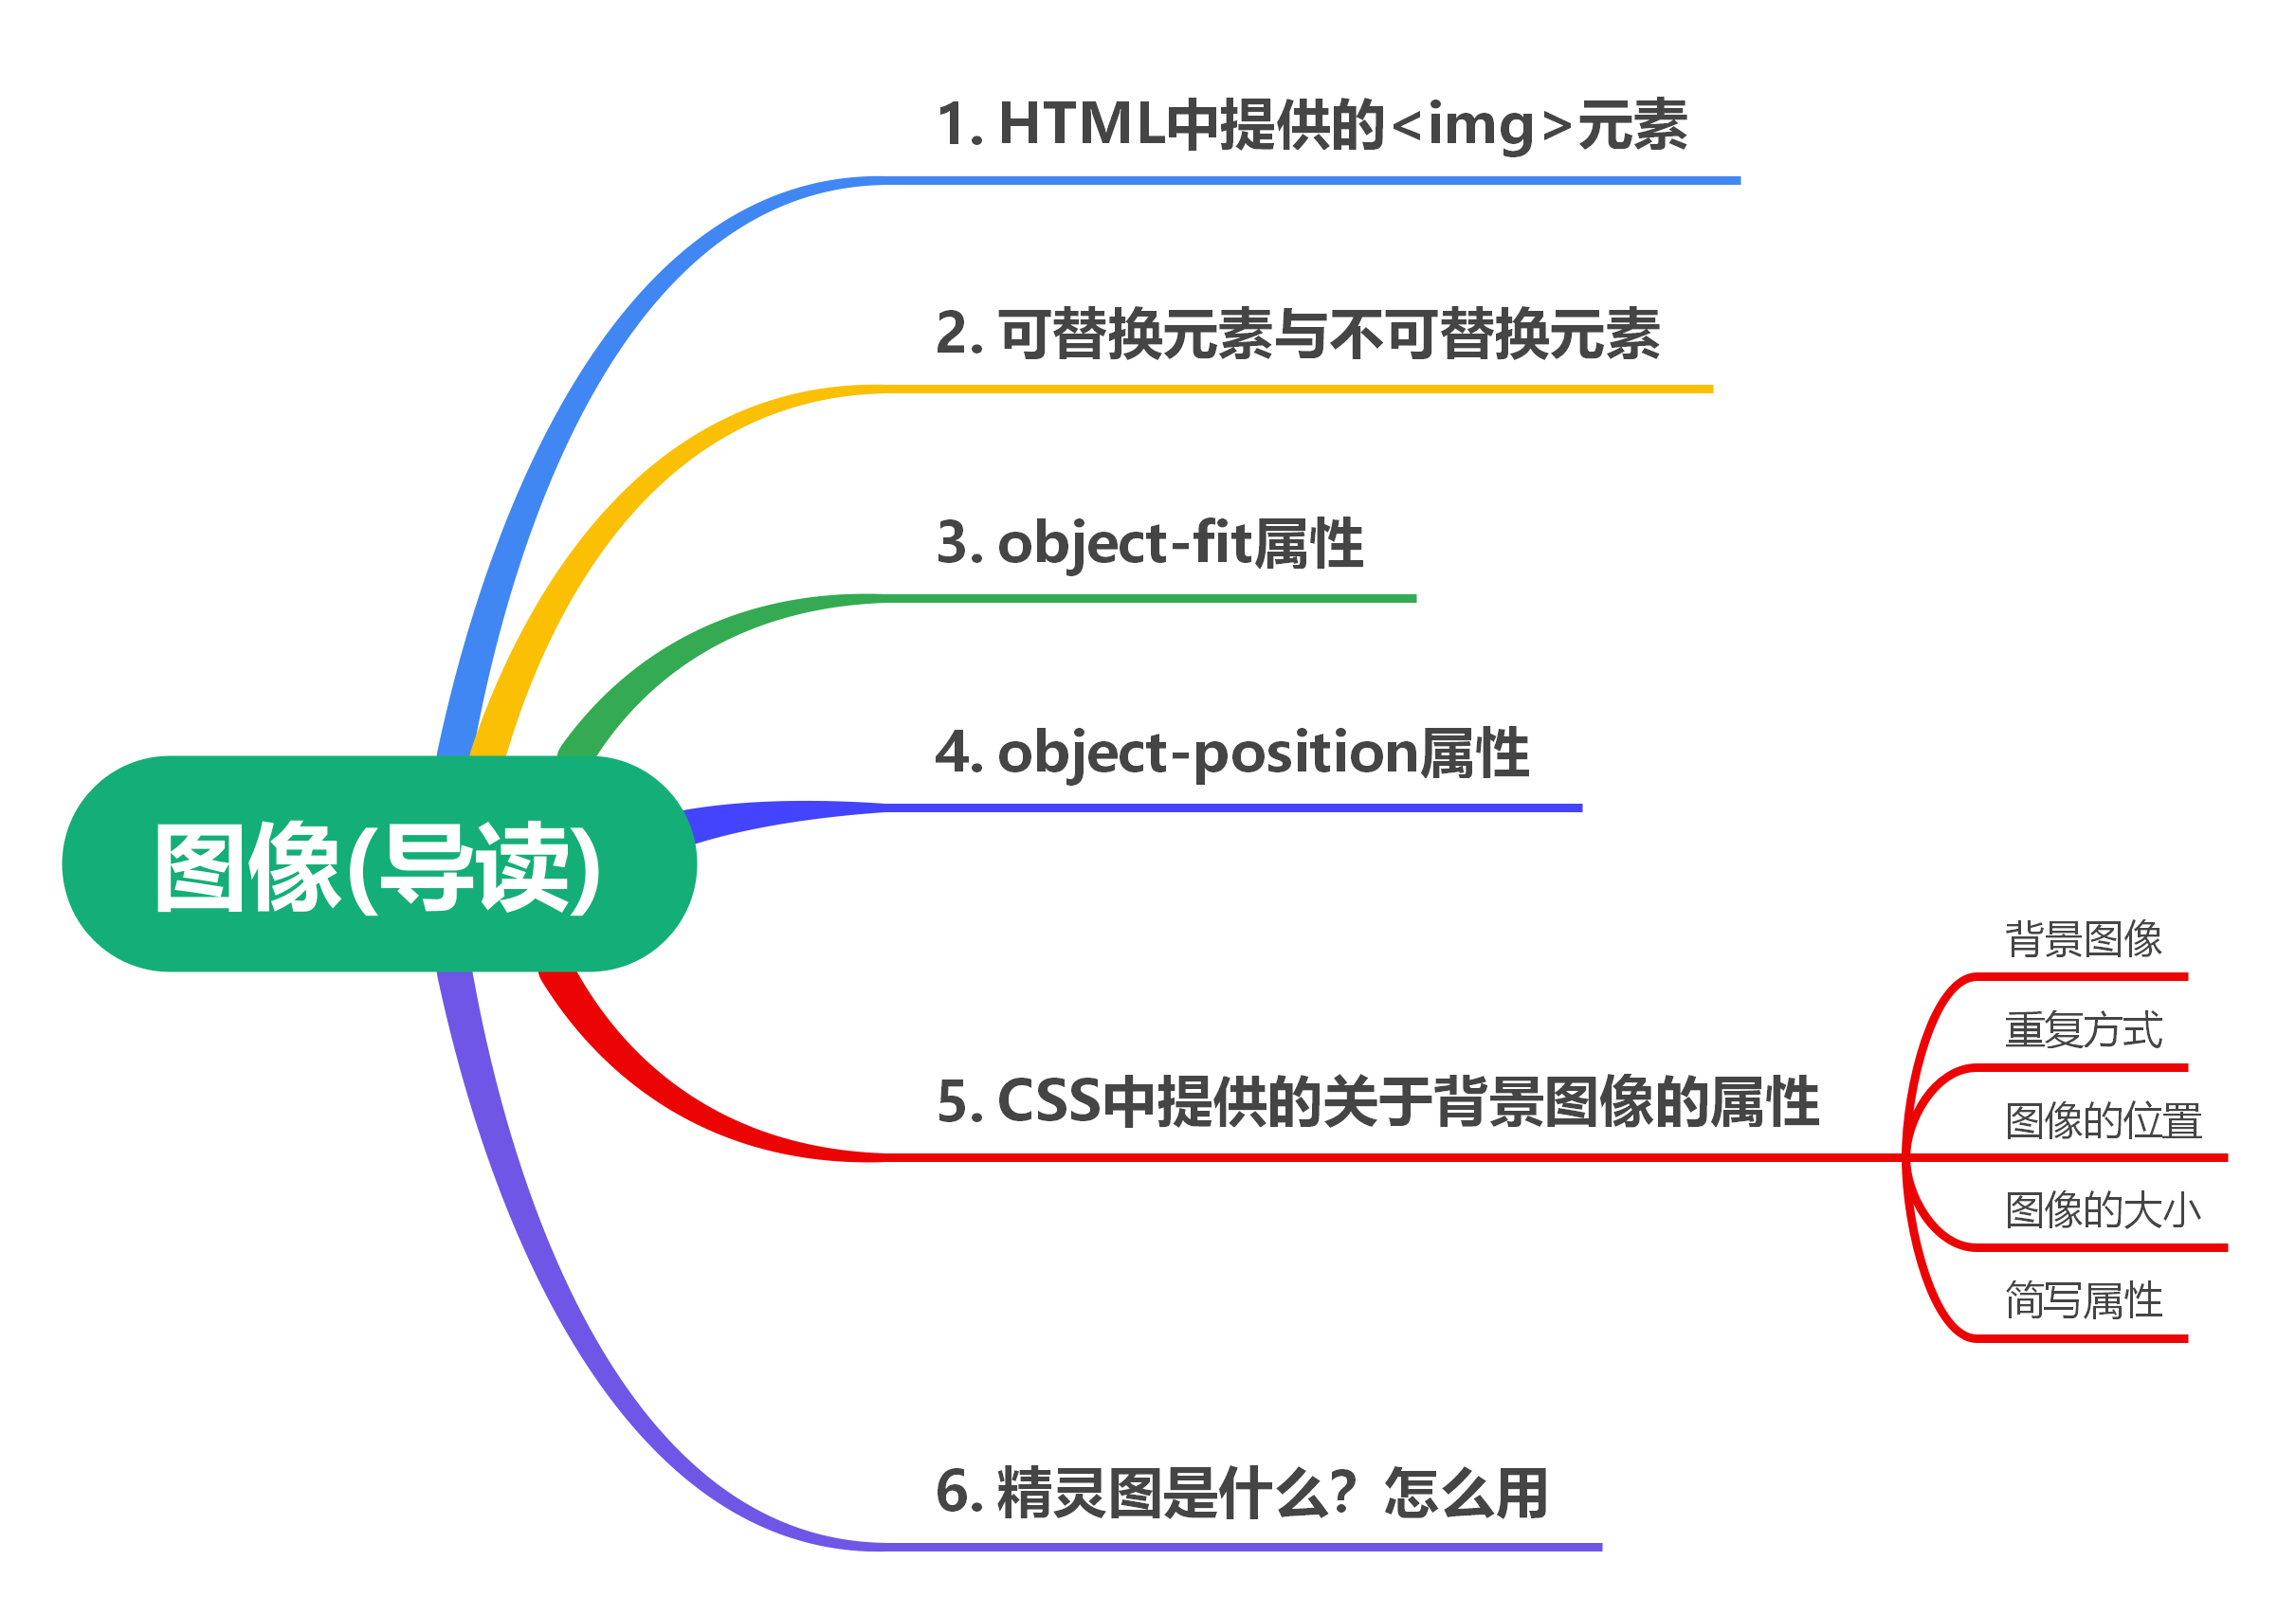 1. HTML中提供的<img>元素
2. 可替换元素与不可替换元素
3. object-fit属性
4. object-position属性
图像(导读)
背景图像
重复方式
5. CSS中提供的关于背景图像的属性
图像的位置
图像的大小
简写属性
6. 精灵图是什么？怎么用